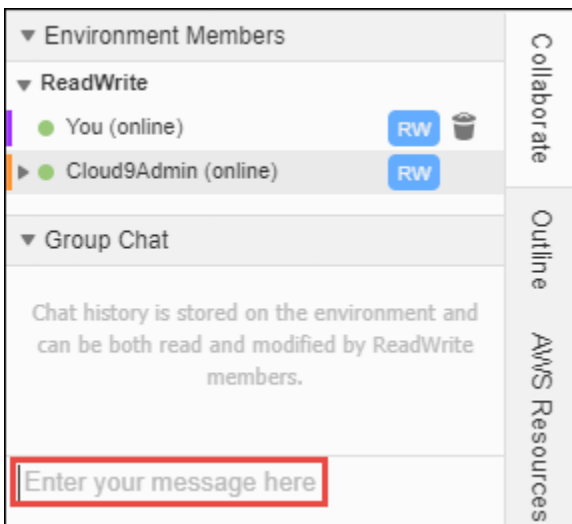 Environment Members
ReadWrite
You (online) RW
Cloud9Admin (online) RW
Group Chat
Chat history is stored on the environment and
can be both read and modified by ReadWrite
members.
Enter your message here
Collaborate
Outline
AWS Resources